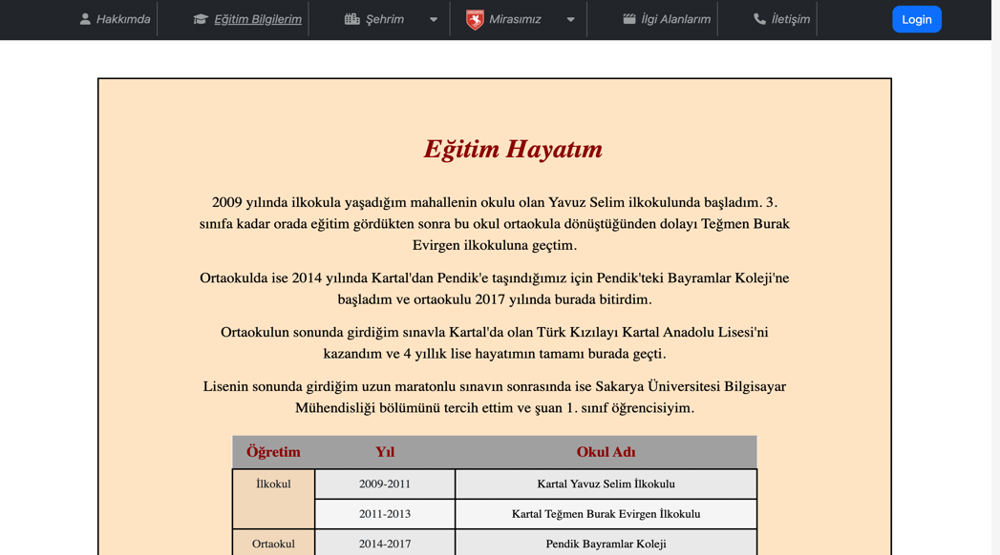 Hakkımda
Eğitim Bilgilerim
Şehrim
Mirasımız
İlgi Alanlarım
İletişim
Login
Eğitim Hayatım
2009 yılında ilkokula yaşadığım mahallenin okulu olan Yavuz Selim ilkokulunda başladım. 3.
sınıfa kadar orada eğitim gördükten sonra bu okul ortaokula dönüştüğünden dolayı Teğmen Burak
Evirgen ilkokuluna geçtim.
Ortaokulda ise 2014 yılında Kartal'dan Pendik'e taşındığımız için Pendik'teki Bayramlar Koleji'ne
başladım ve ortaokulu 2017 yılında burada bitirdim.
Ortaokulun sonunda girdiğim sınavla Kartal'da olan Türk Kızılayı Kartal Anadolu Lisesi'ni
kazandım ve 4 yıllık lise hayatımın tamamı burada geçti.
Lisenin sonunda girdiğim uzun maratonlu sınavın sonrasında ise Sakarya Üniversitesi Bilgisayar
Mühendisliği bölümünü tercih ettim ve şuan 1. sınıf öğrencisiyim.
Öğretim Yıl Okul Adı
İlkokul 2009-2011 Kartal Yavuz Selim İlkokulu
2011-2013 Kartal Teğmen Burak Evirgen İlkokulu
Ortaokul 2014-2017 Pendik Bayramlar Koleji